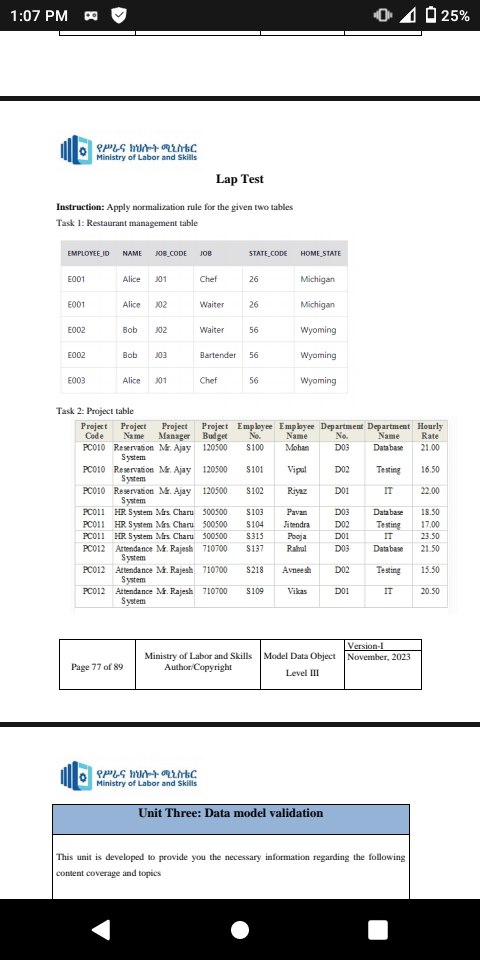 1:07 PM
25%
የሥራና ክህሎት ሚኒስቴር
Ministry of Labor and Skills
Lap Test
Instruction: Apply normalization rule for the given two tables
Task 1: Restaurant management table
EMPLOYEE_ID NAME JOB_CODE JOB STATE_CODE HOME_STATE
E001 Alice J01 Chef 26 Michigan
E001 Alice J02 Waiter 26 Michigan
E002 Bob J02 Waiter 56 Wyoming
E002 Bob J03 Bartender 56 Wyoming
E003 Alice J01 Chef 56 Wyoming
Task 2: Project table
Project Project Project Project Employee Employee Department Department Hourly
Code Name Manager Budget No. Name No. Name Rate
PC010 Reservation Mr. Ajay 120500 S100 Mohan D03 Database 21.00
System
PC010 Reservation Mr. Ajay 120500 S101 Vipul D02 Testing 16.50
System
PC010 Reservation Mr. Ajay 120500 S102 Riyaz D01 IT 22.00
System
PC011 HR System Mrs. Charu 500500 S103 Pavan D03 Database 18.50
PC011 HR System Mrs. Charu 500500 S104 Jitendra D02 Testing 17.00
PC011 HR System Mrs. Charu 500500 S315 Pooja D01 IT 23.50
PC012 Attendance Mr. Rajesh 710700 S137 Rahul D03 Database 21.50
System
PC012 Attendance Mr. Rajesh 710700 S218 Avneesh D02 Testing 15.50
System
PC012 Attendance Mr. Rajesh 710700 S109 Vikas D01 IT 20.50
System
Page 77 of 89
Ministry of Labor and Skills
Author/Copyright
Model Data Object
Level III
Version-I
November, 2023
የሥራና ክህሎት ሚኒስቴር
Ministry of Labor and Skills
Unit Three: Data model validation
This unit is developed to provide you the necessary information regarding the following
content coverage and topics